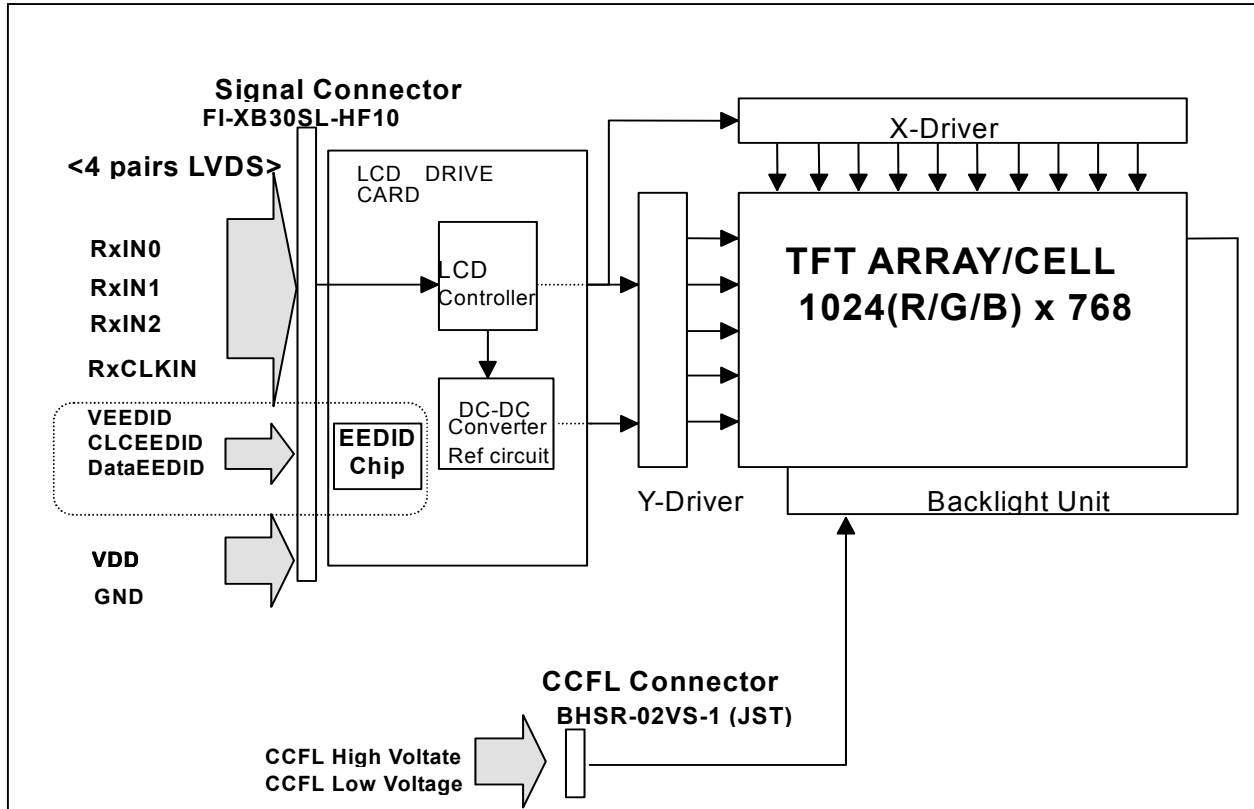 Signal Connector
FI-XB30SL-HF10
<4 pairs LVDS>
RxIN0
RxIN1
RxIN2
RxCLKIN
VEEDID
CLCEEDID
DataEEDID
VDD
GND
LCD DRIVE
CARD
LCD
Controller
DC-DC
Converter
Ref circuit
EEDID
Chip
X-Driver
Y-Driver
TFT ARRAY/CELL
1024(R/G/B) x 768
Backlight Unit
CCFL Connector
BHSR-02VS-1 (JST)
CCFL High Voltate
CCFL Low Voltage